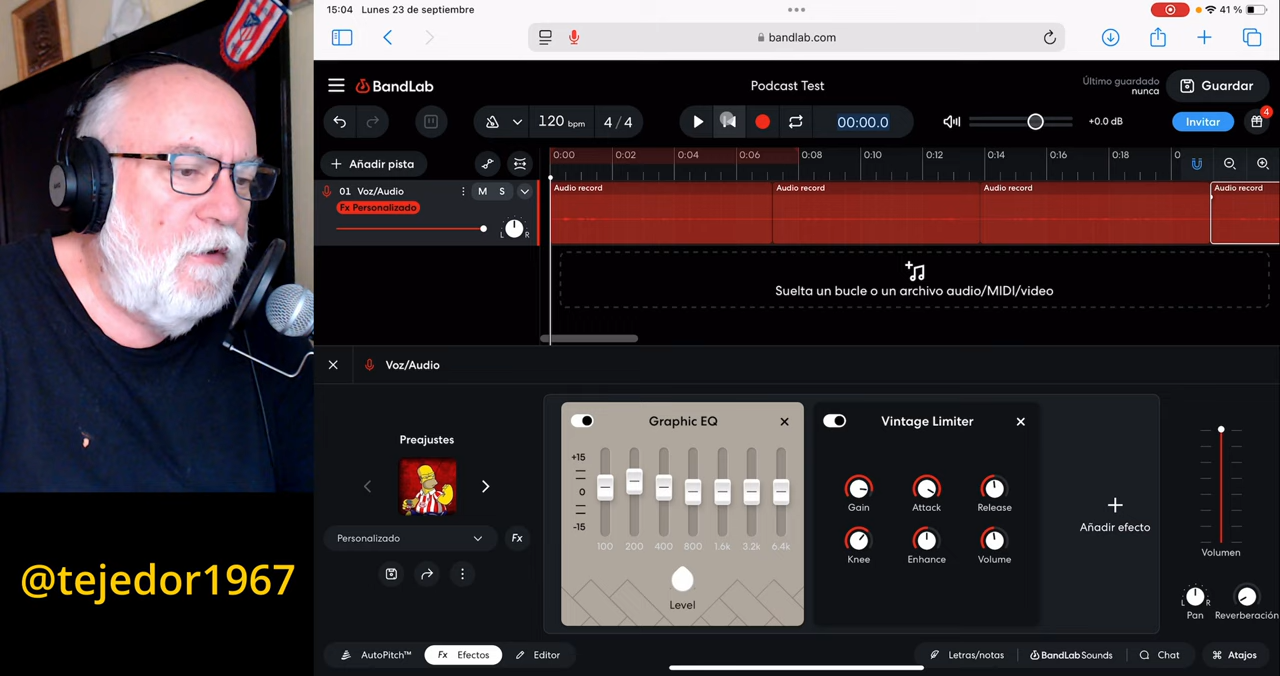 15:04 Lunes 23 de septiembre
41 %
bandlab.com
BandLab
Podcast Test
Último guardado
nunca
Guardar
120 bpm
4/4
00:00.0
+0.0 dB
Invitar
4
Añadir pista
0:00 0:02 0:04 0:06 0:08 0:10 0:12 0:14 0:16 0:18 0
01 Voz/Audio
M S
Fx Personalizado
L R
Audio record
Audio record
Audio record
Audio record
Suelta un bucle o un archivo audio/MIDI/video
Voz/Audio
Preajustes
Personalizado
Fx
Graphic EQ
+15
0
-15
100 200 400 800 1.6k 3.2k 6.4k
Level
Vintage Limiter
Gain Attack Release
Knee Enhance Volume
Añadir efecto
Volumen
L R
Pan
Reverberación
@tejedor1967
AutoPitch™
Fx Efectos
Editor
Letras/notas
BandLab Sounds
Chat
Atajos